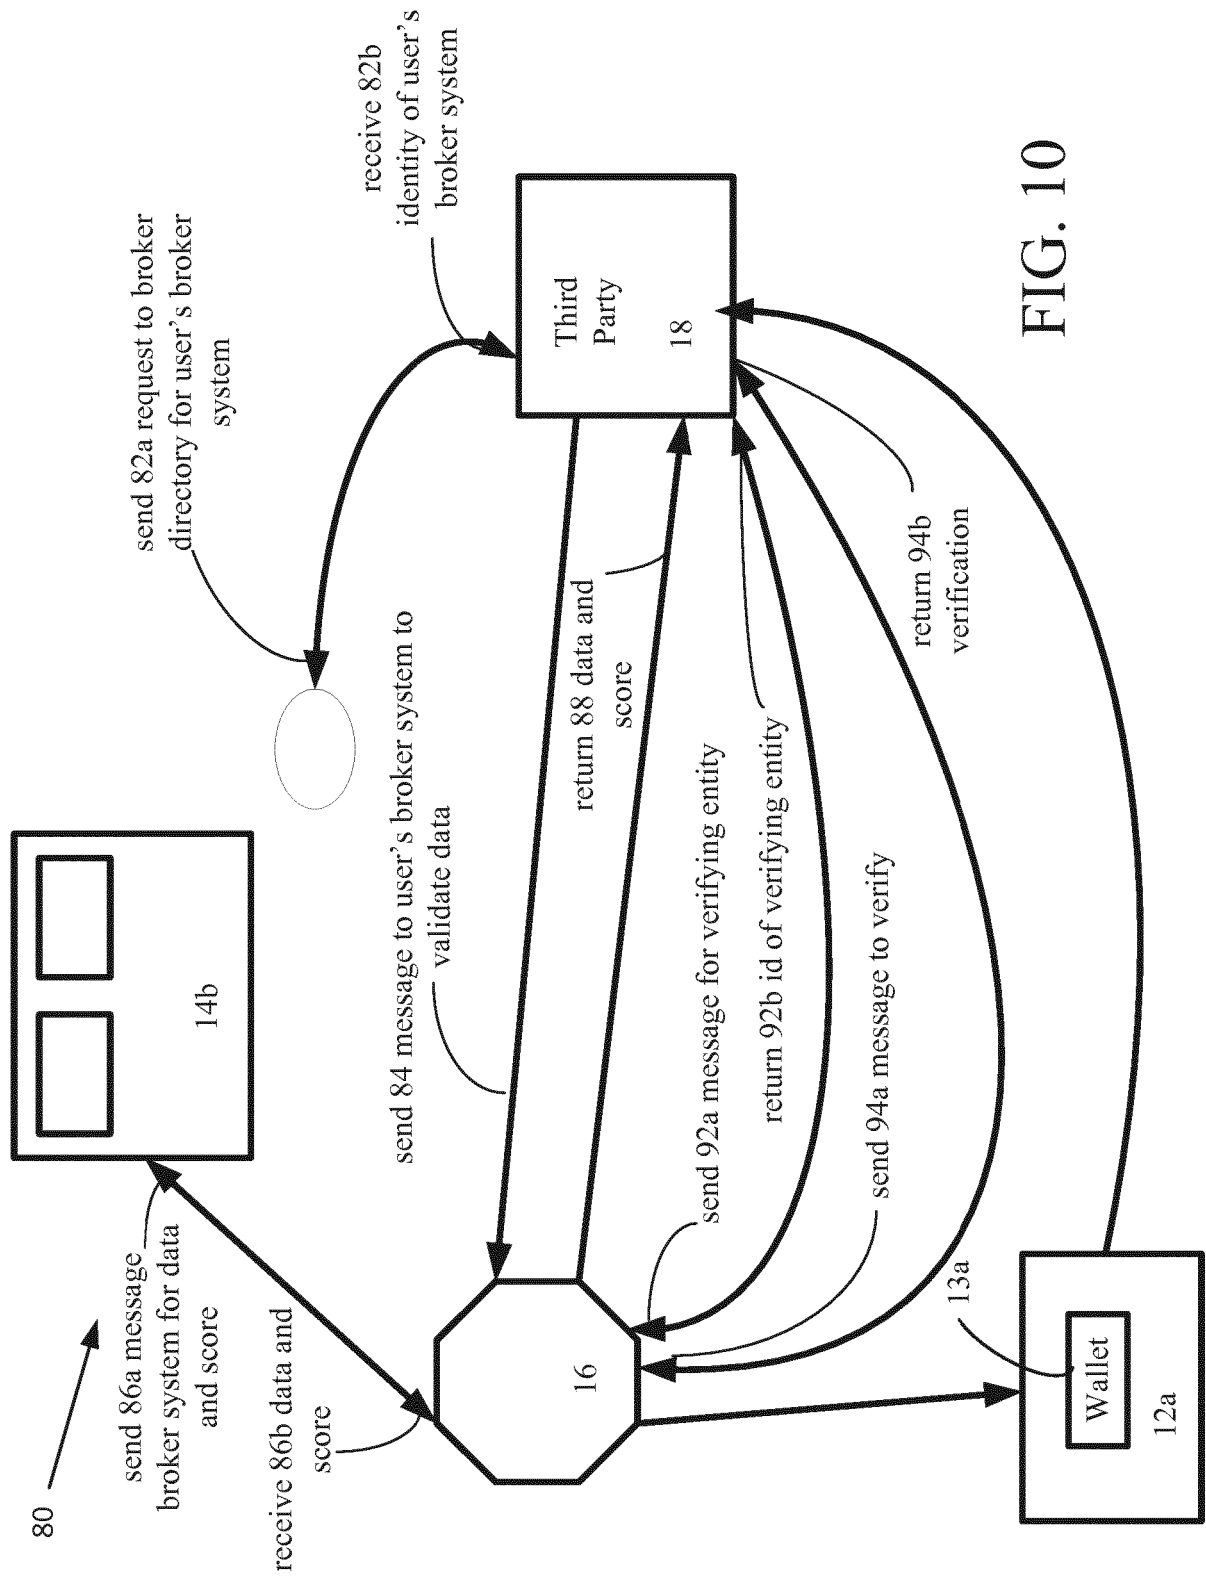 80
send 86a message
broker system for data
and score
receive 86b data and
score
14b
send 82a request to broker
directory for user's broker
system
receive 82b
identity of user's
broker system
send 84 message to user's broker system to
validate data
return 88 data and
score
Third
Party
18
16
send 92a message for verifying entity
return 92b id of verifying entity
send 94a message to verify
return 94b
verification
13a
Wallet
12a
FIG. 10